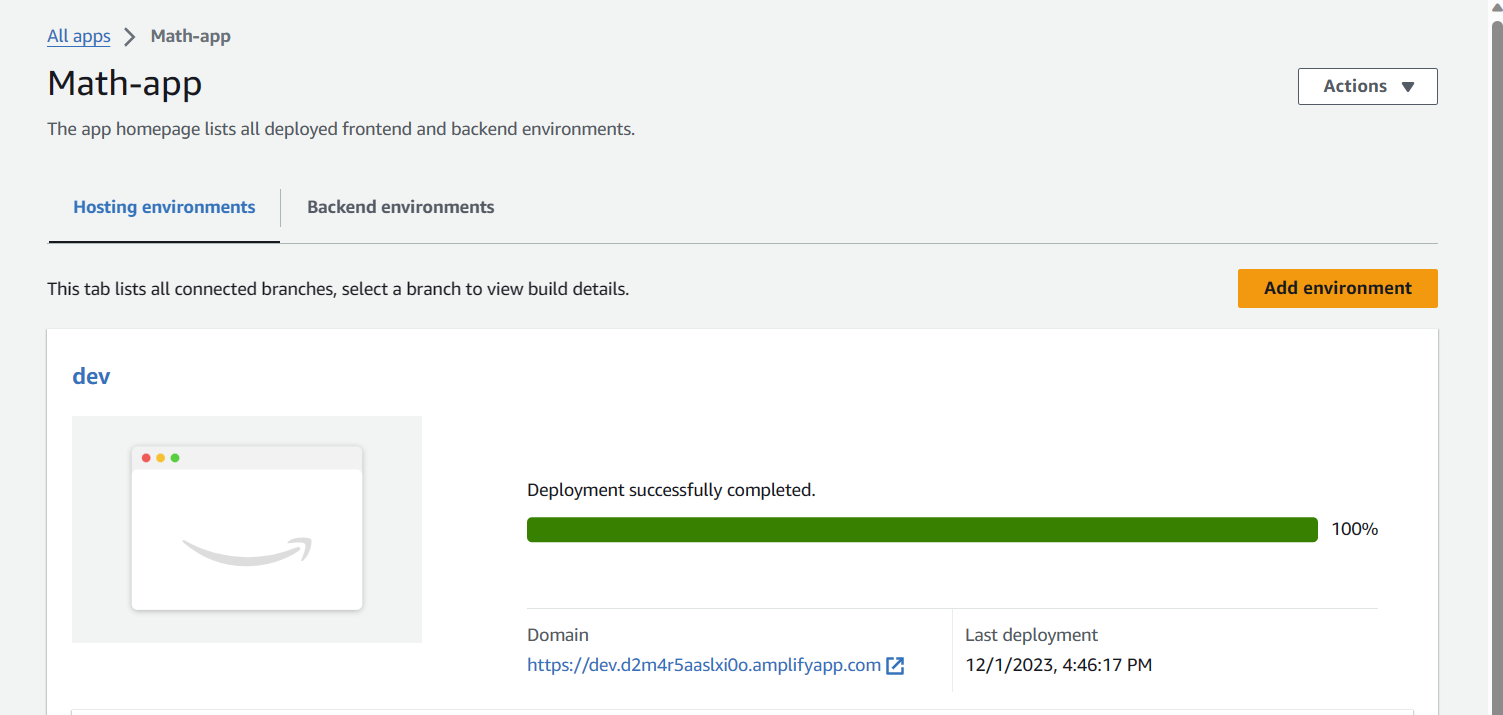 All apps > Math-app
Math-app
Actions
The app homepage lists all deployed frontend and backend environments.
Hosting environments
Backend environments
This tab lists all connected branches, select a branch to view build details.
Add environment
dev
Deployment successfully completed.
100%
Domain
https://dev.d2m4r5aaslxi0o.amplifyapp.com
Last deployment
12/1/2023, 4:46:17 PM